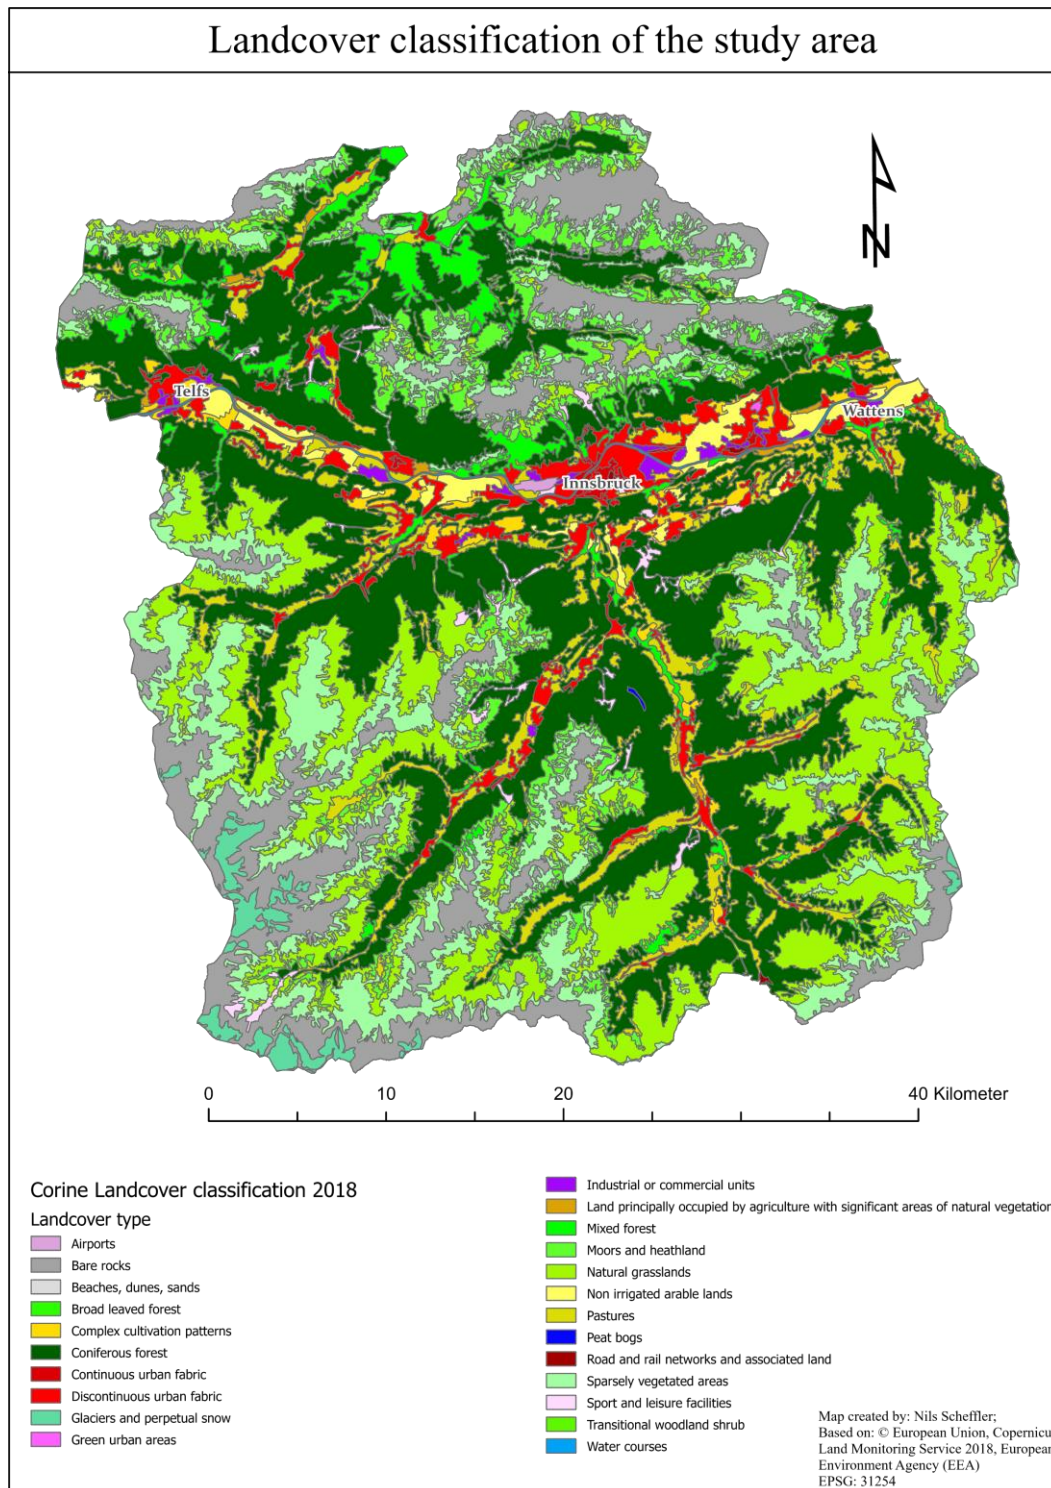 Landcover classification of the study area
N
Telfs
Wattens
Innsbruck
0 10 20 40 Kilometer
Corine Landcover classification 2018
Landcover type
Airports
Bare rocks
Beaches, dunes, sands
Broad leaved forest
Complex cultivation patterns
Coniferous forest
Continuous urban fabric
Discontinuous urban fabric
Glaciers and perpetual snow
Green urban areas
Industrial or commercial units
Land principally occupied by agriculture with significant areas of natural vegetation
Mixed forest
Moors and heathland
Natural grasslands
Non irrigated arable lands
Pastures
Peat bogs
Road and rail networks and associated land
Sparsely vegetated areas
Sport and leisure facilities
Transitional woodland shrub
Water courses
Map created by: Nils Scheffler;
Based on: © European Union, Copernicu
Land Monitoring Service 2018, European
Environment Agency (EEA)
EPSG: 31254